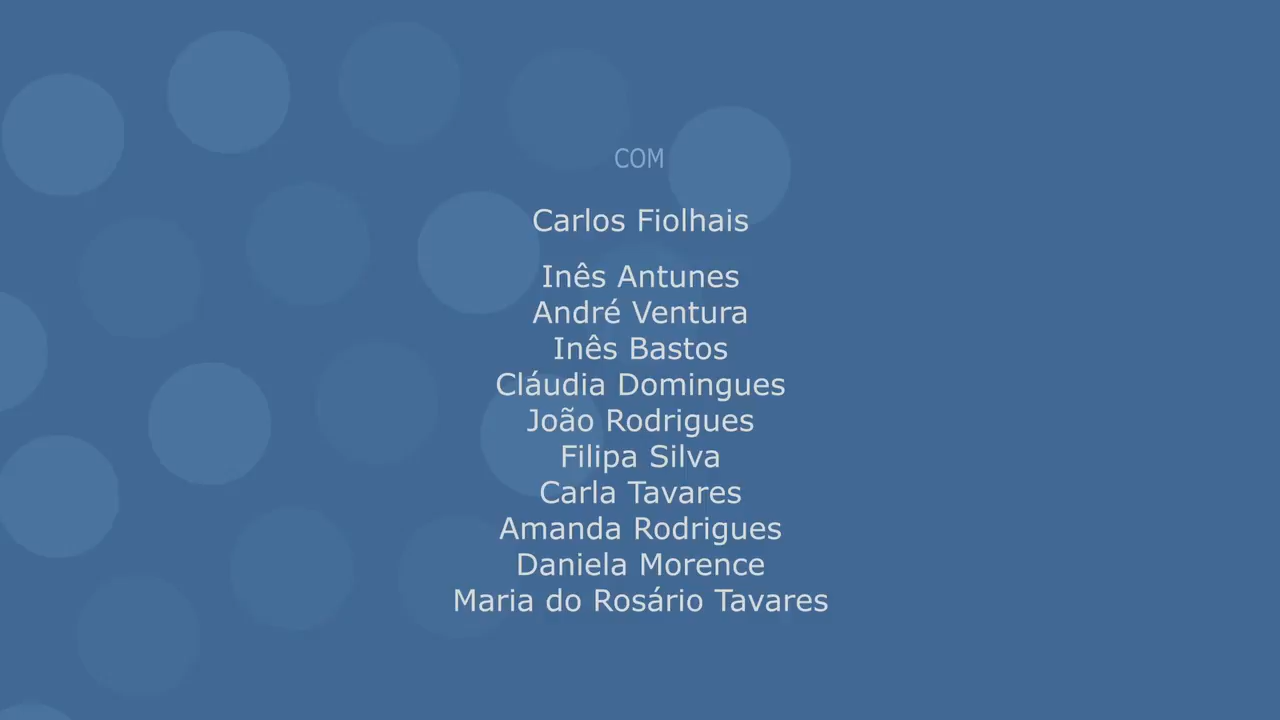 COM
Carlos Fiolhais
Inês Antunes
André Ventura
Inês Bastos
Cláudia Domingues
João Rodrigues
Filipa Silva
Carla Tavares
Amanda Rodrigues
Daniela Morence
Maria do Rosário Tavares